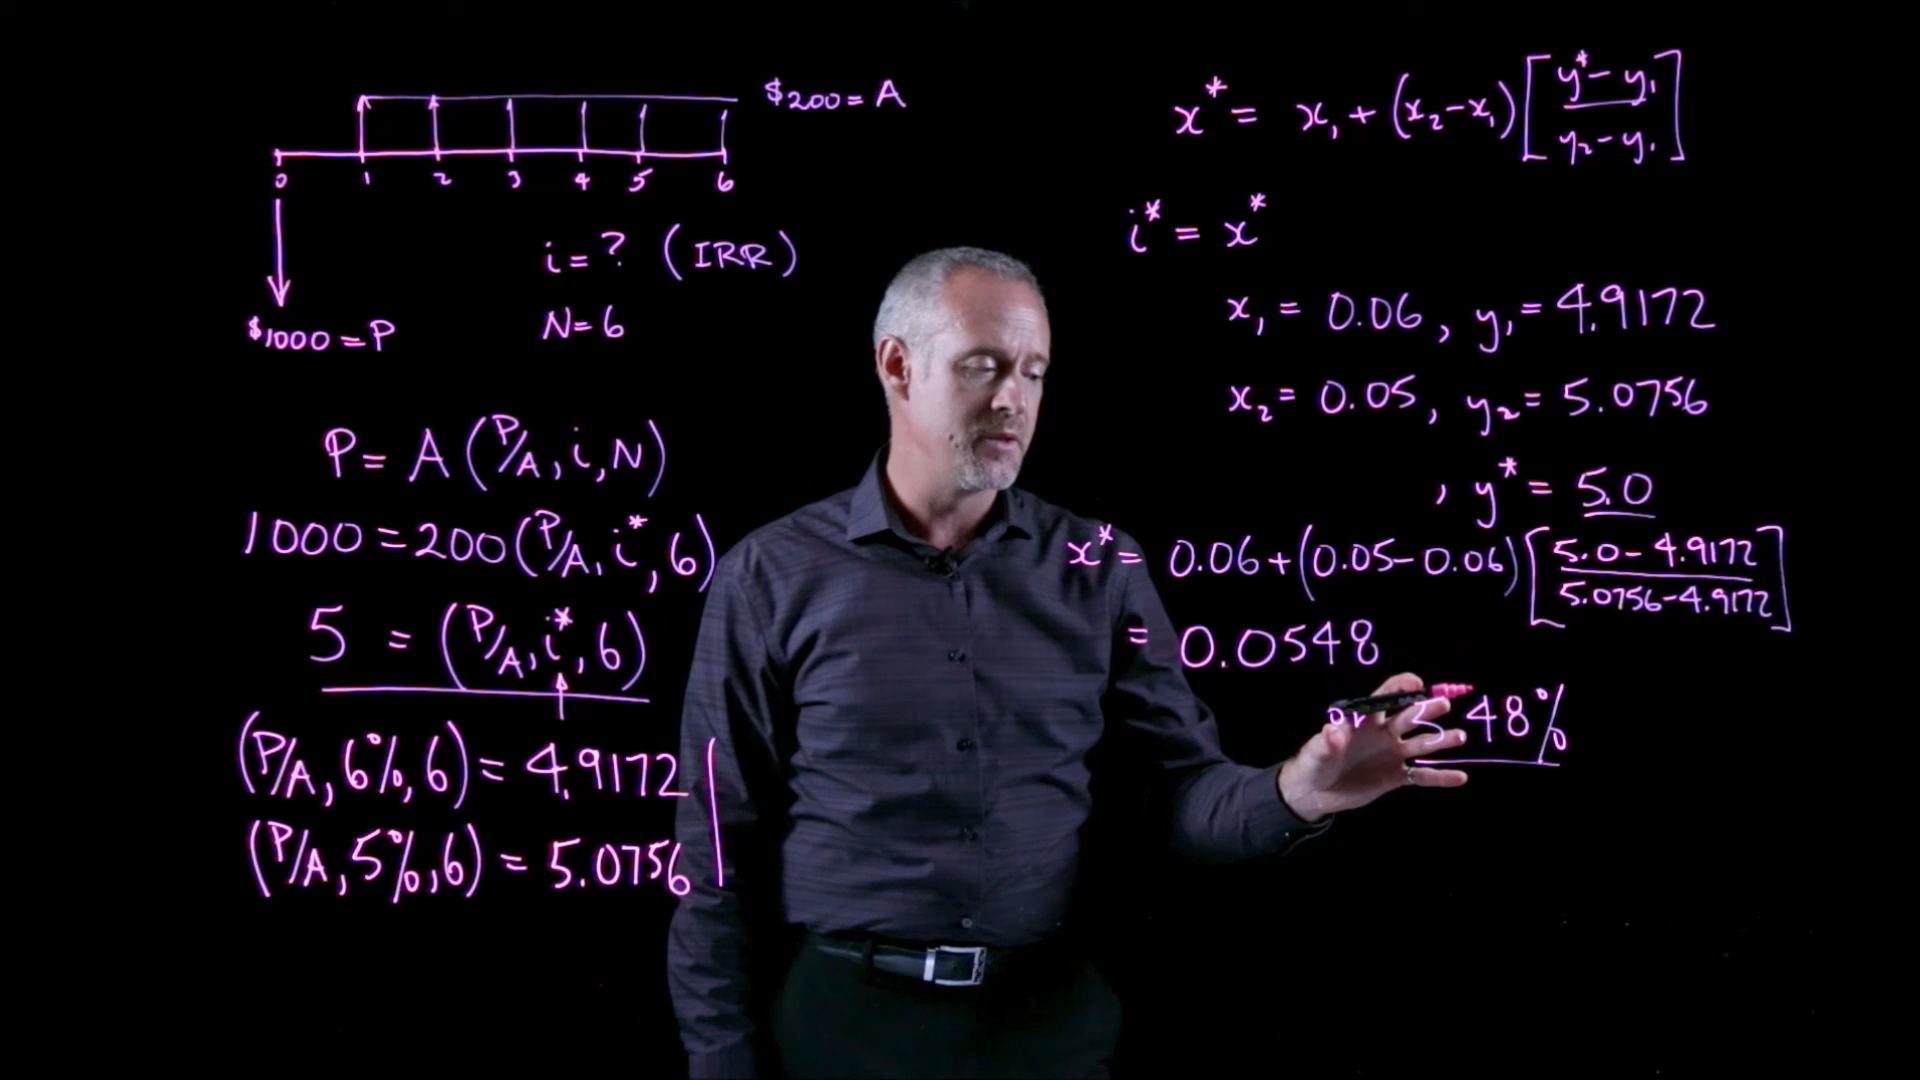 $200 = A
0 1 2 3 4 5 6
$1000 = P
i = ? (IRR)
N = 6
P = A (P/A, i, N)
1000 = 200 (P/A, i*, 6)
5 = (P/A, i*, 6)
(P/A, 6%, 6) = 4.9172
(P/A, 5%, 6) = 5.0756
x* = x₁ + (x₂ - x₁) [(y* - y₁) / (y₂ - y₁)]
i* = x*
x₁ = 0.06, y₁ = 4.9172
x₂ = 0.05, y₂ = 5.0756
, y* = 5.0
x* = 0.06 + (0.05 - 0.06) [(5.0 - 4.9172) / (5.0756 - 4.9172)]
= 0.0548
or 5.48%